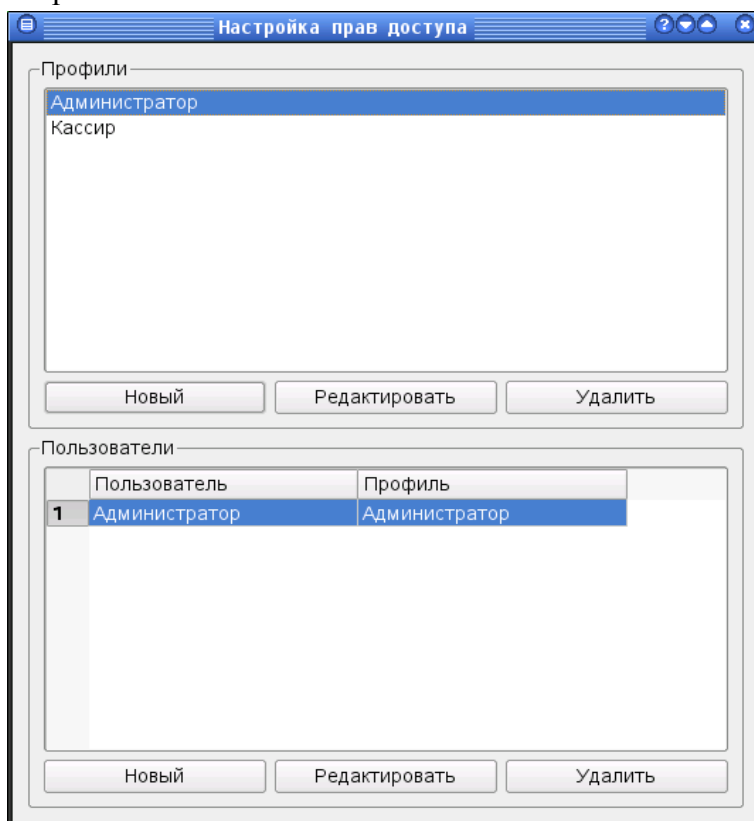 Настройка прав доступа
Профили
Администратор
Кассир
Новый Редактировать Удалить
Пользователи
Пользователь Профиль
1 Администратор Администратор
Новый Редактировать Удалить